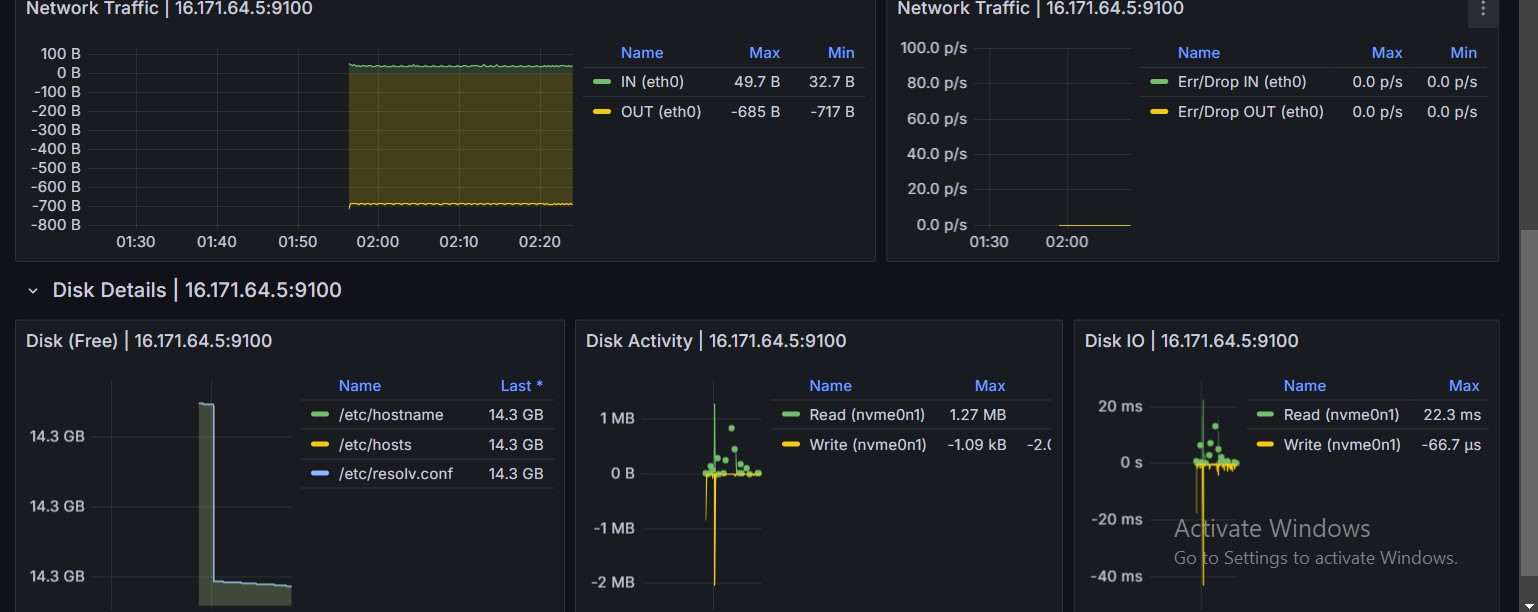 Network Traffic | 16.171.64.5:9100
100 B
0 B
-100 B
-200 B
-300 B
-400 B
-500 B
-600 B
-700 B
-800 B
01:30 01:40 01:50 02:00 02:10 02:20
Name Max Min
IN (eth0) 49.7 B 32.7 B
OUT (eth0) -685 B -717 B
Network Traffic | 16.171.64.5:9100
100.0 p/s
80.0 p/s
60.0 p/s
40.0 p/s
20.0 p/s
0.0 p/s
01:30 02:00
Name Max Min
Err/Drop IN (eth0) 0.0 p/s 0.0 p/s
Err/Drop OUT (eth0) 0.0 p/s 0.0 p/s
Disk Details | 16.171.64.5:9100
Disk (Free) | 16.171.64.5:9100
14.3 GB
14.3 GB
14.3 GB
Name Last *
/etc/hostname 14.3 GB
/etc/hosts 14.3 GB
/etc/resolv.conf 14.3 GB
Disk Activity | 16.171.64.5:9100
1 MB
0 B
-1 MB
-2 MB
Name Max
Read (nvme0n1) 1.27 MB
Write (nvme0n1) -1.09 kB
Disk IO | 16.171.64.5:9100
20 ms
0 s
-20 ms
-40 ms
Name Max
Read (nvme0n1) 22.3 ms
Write (nvme0n1) -66.7 µs
Activate Windows
Go to Settings to activate Windows.